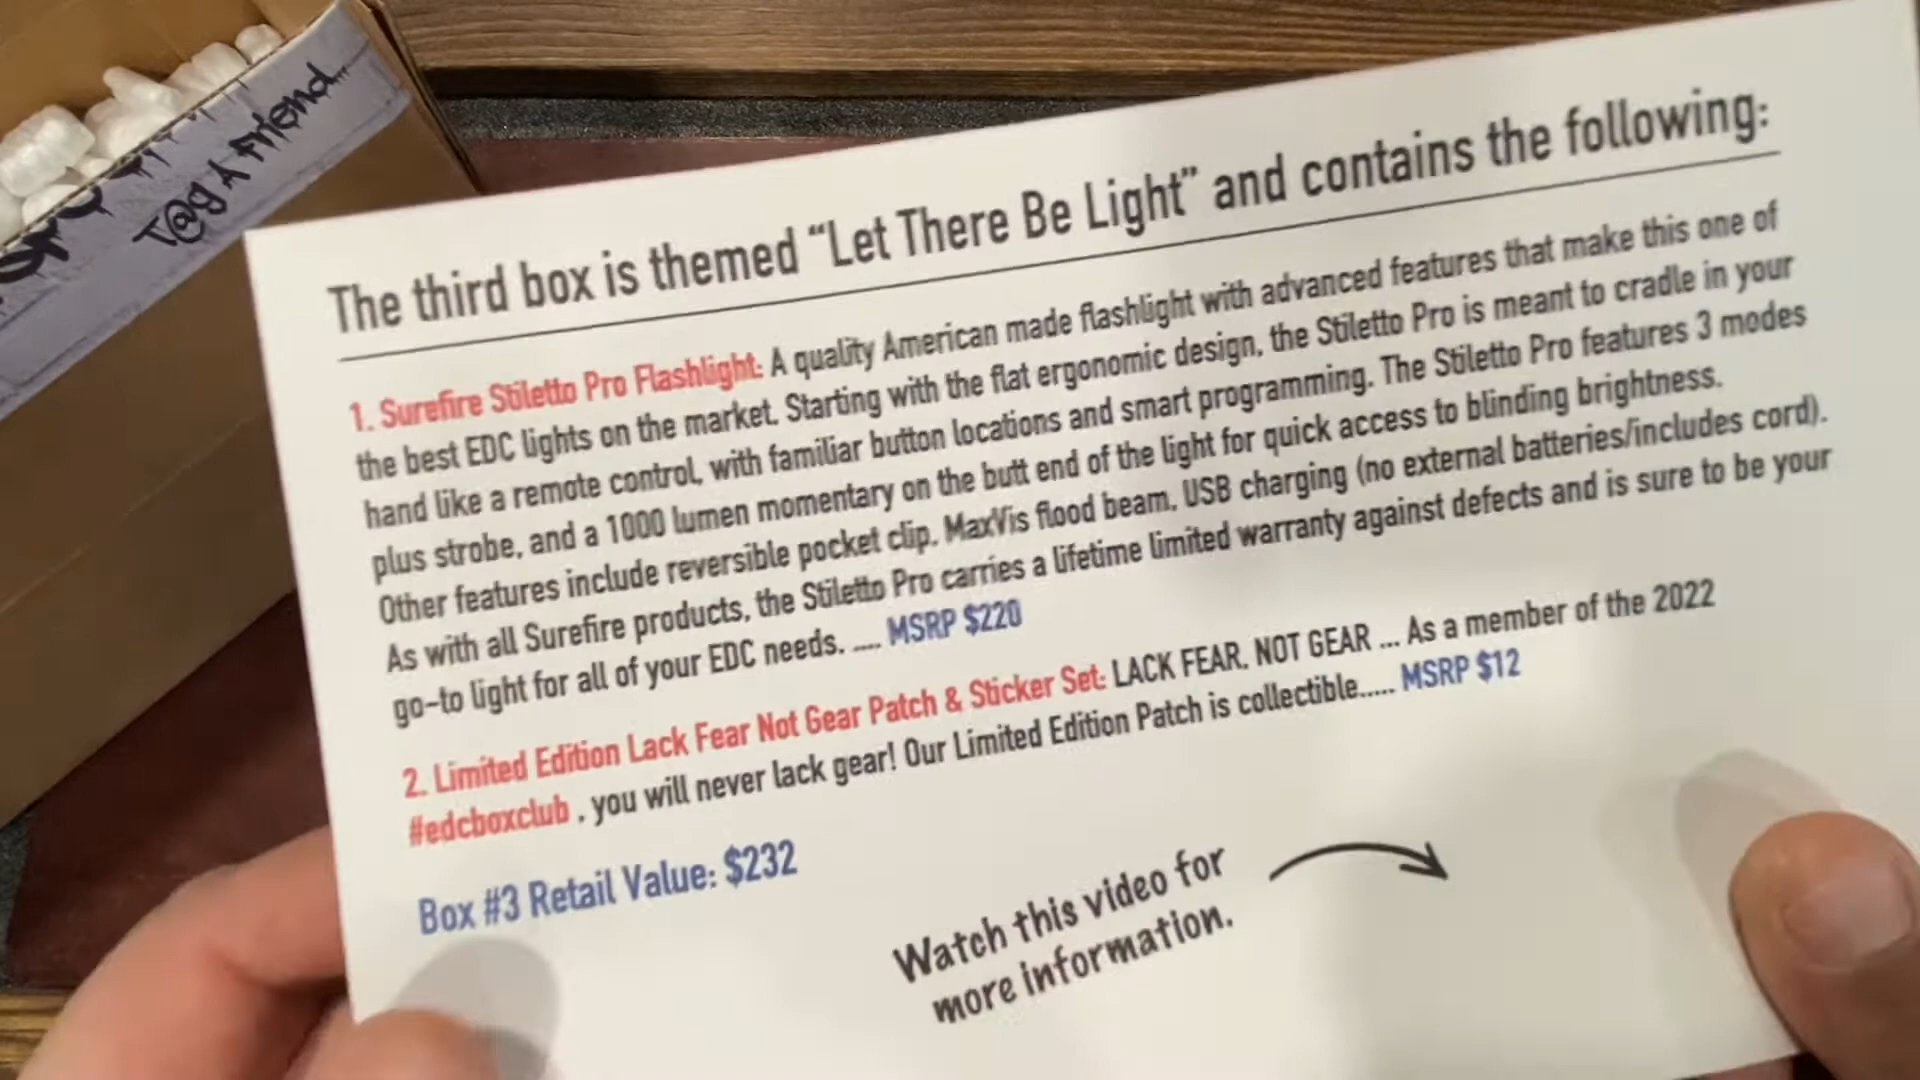 T@g A Friend...
The third box is themed “Let There Be Light” and contains the following:
1. Surefire Stiletto Pro Flashlight: A quality American made flashlight with advanced features that make this one of
the best EDC lights on the market. Starting with the flat ergonomic design, the Stiletto Pro is meant to cradle in your
hand like a remote control, with familiar button locations and smart programming. The Stiletto Pro features 3 modes
plus strobe, and a 1000 lumen momentary on the butt end of the light for quick access to blinding brightness.
Other features include reversible pocket clip, MaxVis flood beam, USB charging (no external batteries/includes cord).
As with all Surefire products, the Stiletto Pro carries a lifetime limited warranty against defects and is sure to be your
go-to light for all of your EDC needs. .... MSRP $220
2. Limited Edition Lack Fear Not Gear Patch & Sticker Set: LACK FEAR, NOT GEAR ... As a member of the 2022
#edcboxclub , you will never lack gear! Our Limited Edition Patch is collectible..... MSRP $12
Box #3 Retail Value: $232
Watch this video for
more information.